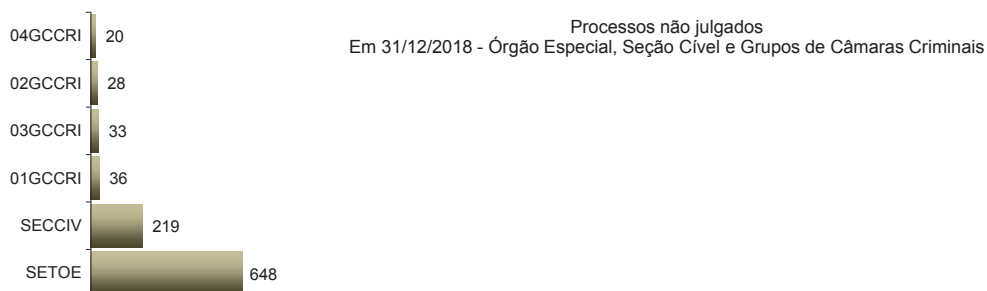 Processos não julgados
Em 31/12/2018 - Órgão Especial, Seção Cível e Grupos de Câmaras Criminais
04GCCRI 20
02GCCRI 28
03GCCRI 33
01GCCRI 36
SECCIV 219
SETOE 648